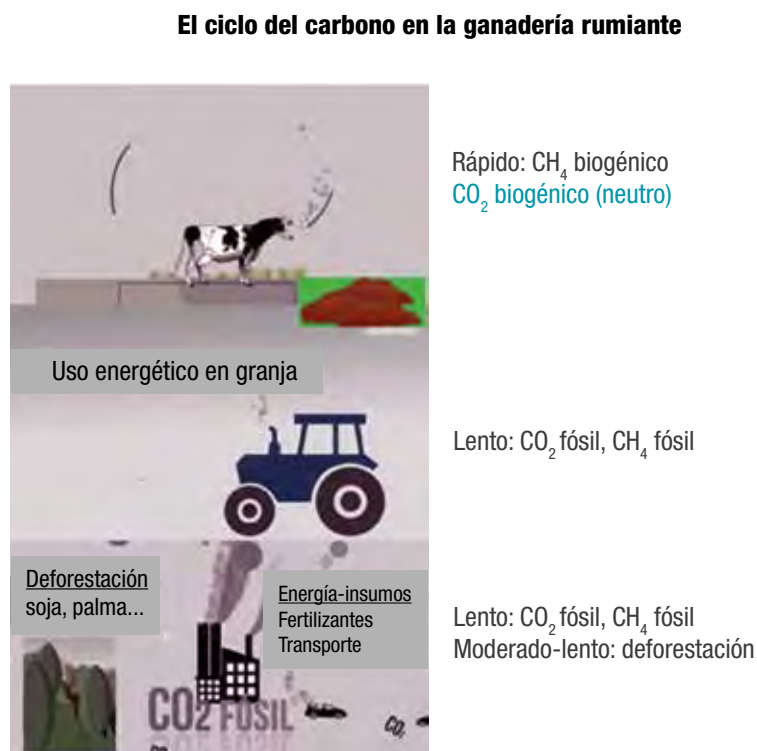 El ciclo del carbono en la ganadería rumiante
Rápido: CH4 biogénico
CO2 biogénico (neutro)
Uso energético en granja
Lento: CO2 fósil, CH4 fósil
Deforestación
soja, palma...
Energía-insumos
Fertilizantes
Transporte
Lento: CO2 fósil, CH4 fósil
Moderado-lento: deforestación
CO2 FÓSIL
CO2